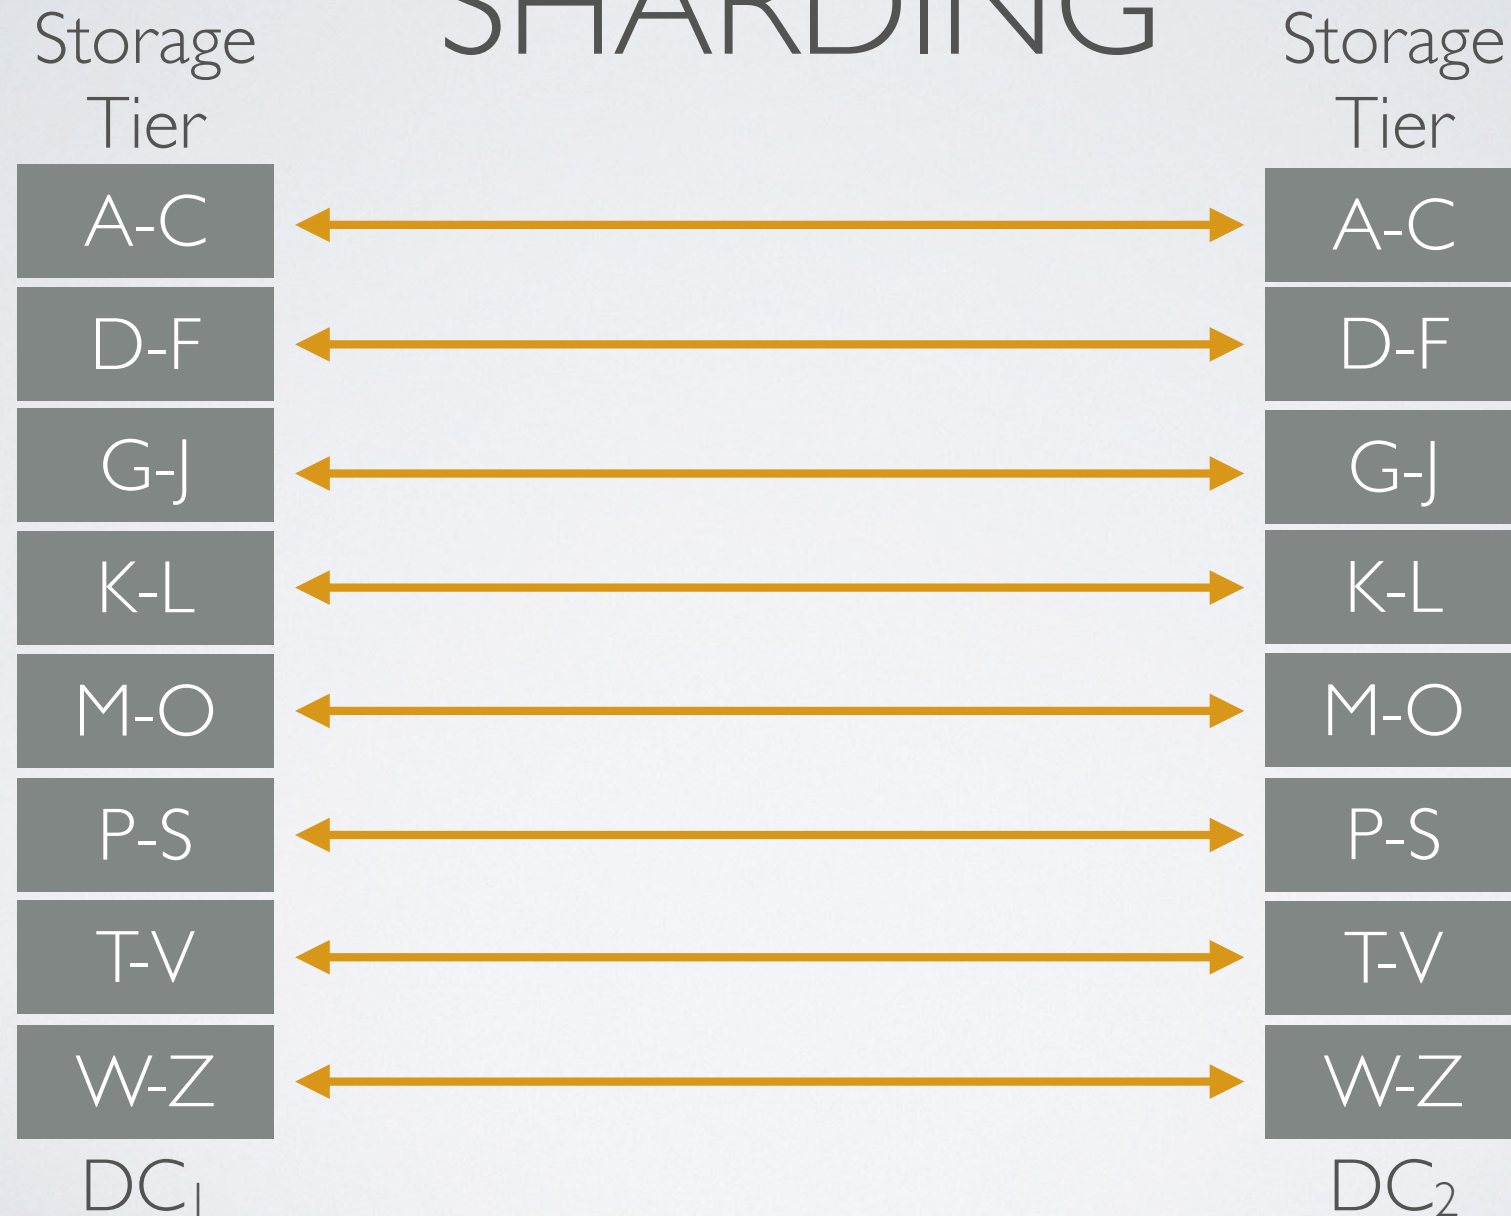 SHARDING
Storage
Tier
A-C
D-F
G-J
K-L
M-O
P-S
T-V
W-Z
DC₁
Storage
Tier
A-C
D-F
G-J
K-L
M-O
P-S
T-V
W-Z
DC₂